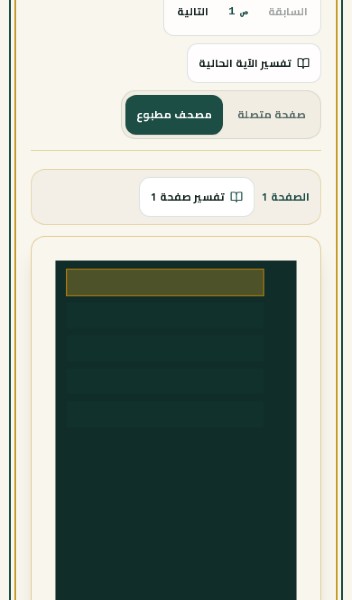 السابقة ص 1 التالية
تفسير الآية الحالية
صفحة متصلة مصحف مطبوع
الصفحة 1 تفسير صفحة 1